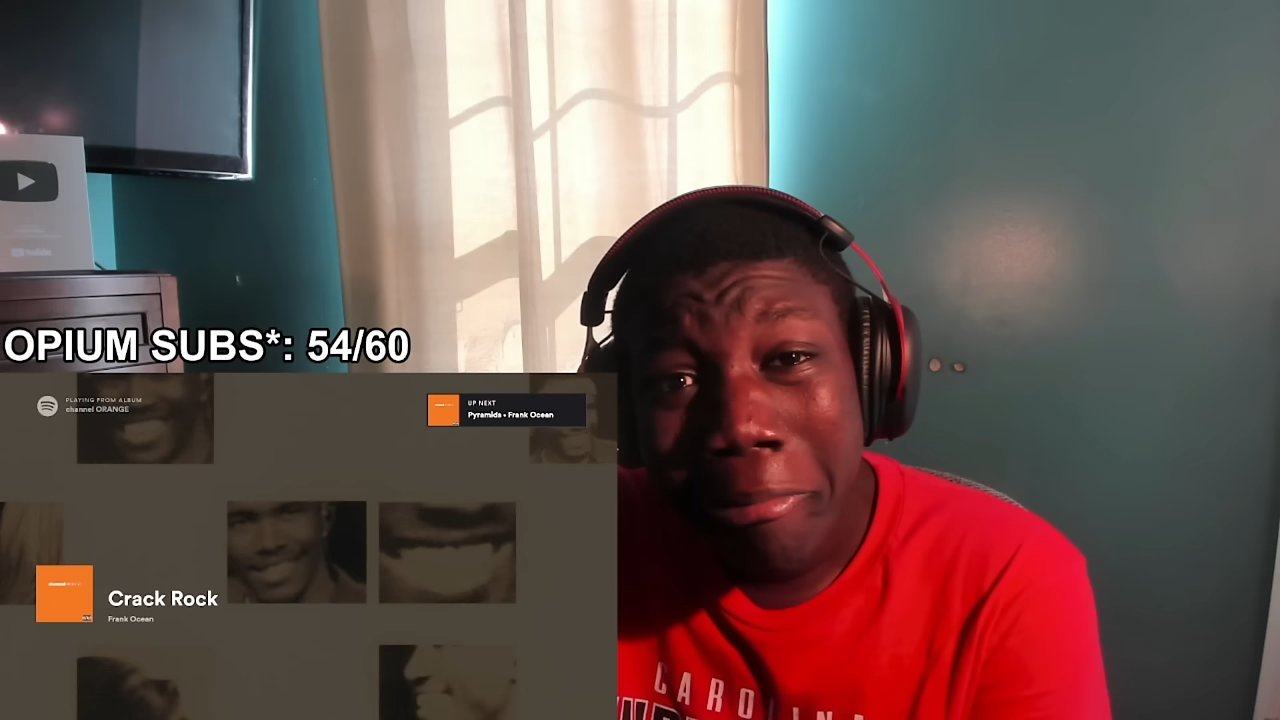 OPIUM SUBS*: 54/60
PLAYING FROM ALBUM
channel ORANGE
UP NEXT
Pyramids • Frank Ocean
Crack Rock
Frank Ocean
CAROLINA